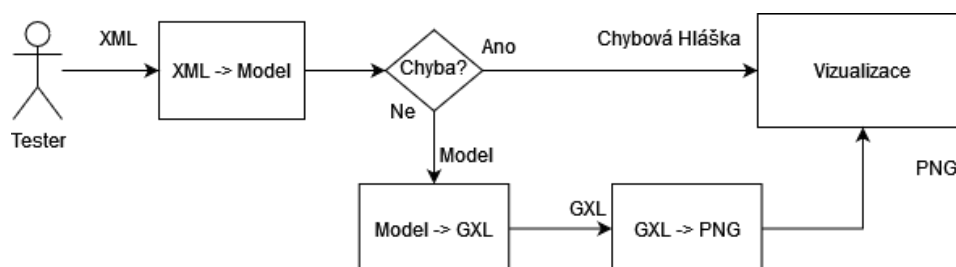 XML
Tester
XML -> Model
Chyba?
Ano
Ne
Chybová Hláška
Vizualizace
Model
Model -> GXL
GXL
GXL -> PNG
PNG